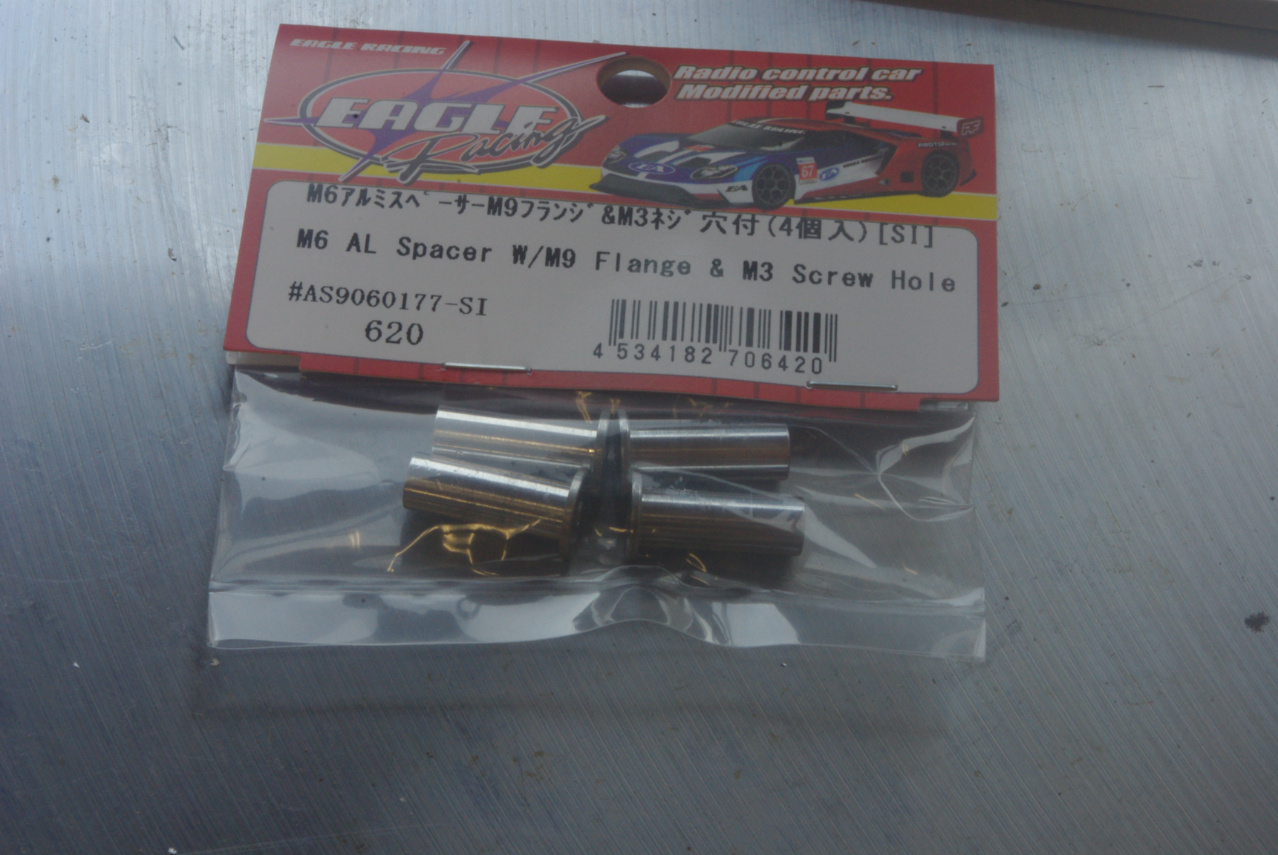 EAGLE RACING
EAGLE
Racing
Radio control car
Modified parts.
67
M6アルミスペーサーM9フランジ&M3ネジ穴付(4個入)[SI]
M6 AL Spacer W/M9 Flange & M3 Screw Hole
#AS9060177-SI
620
4 534182 706420